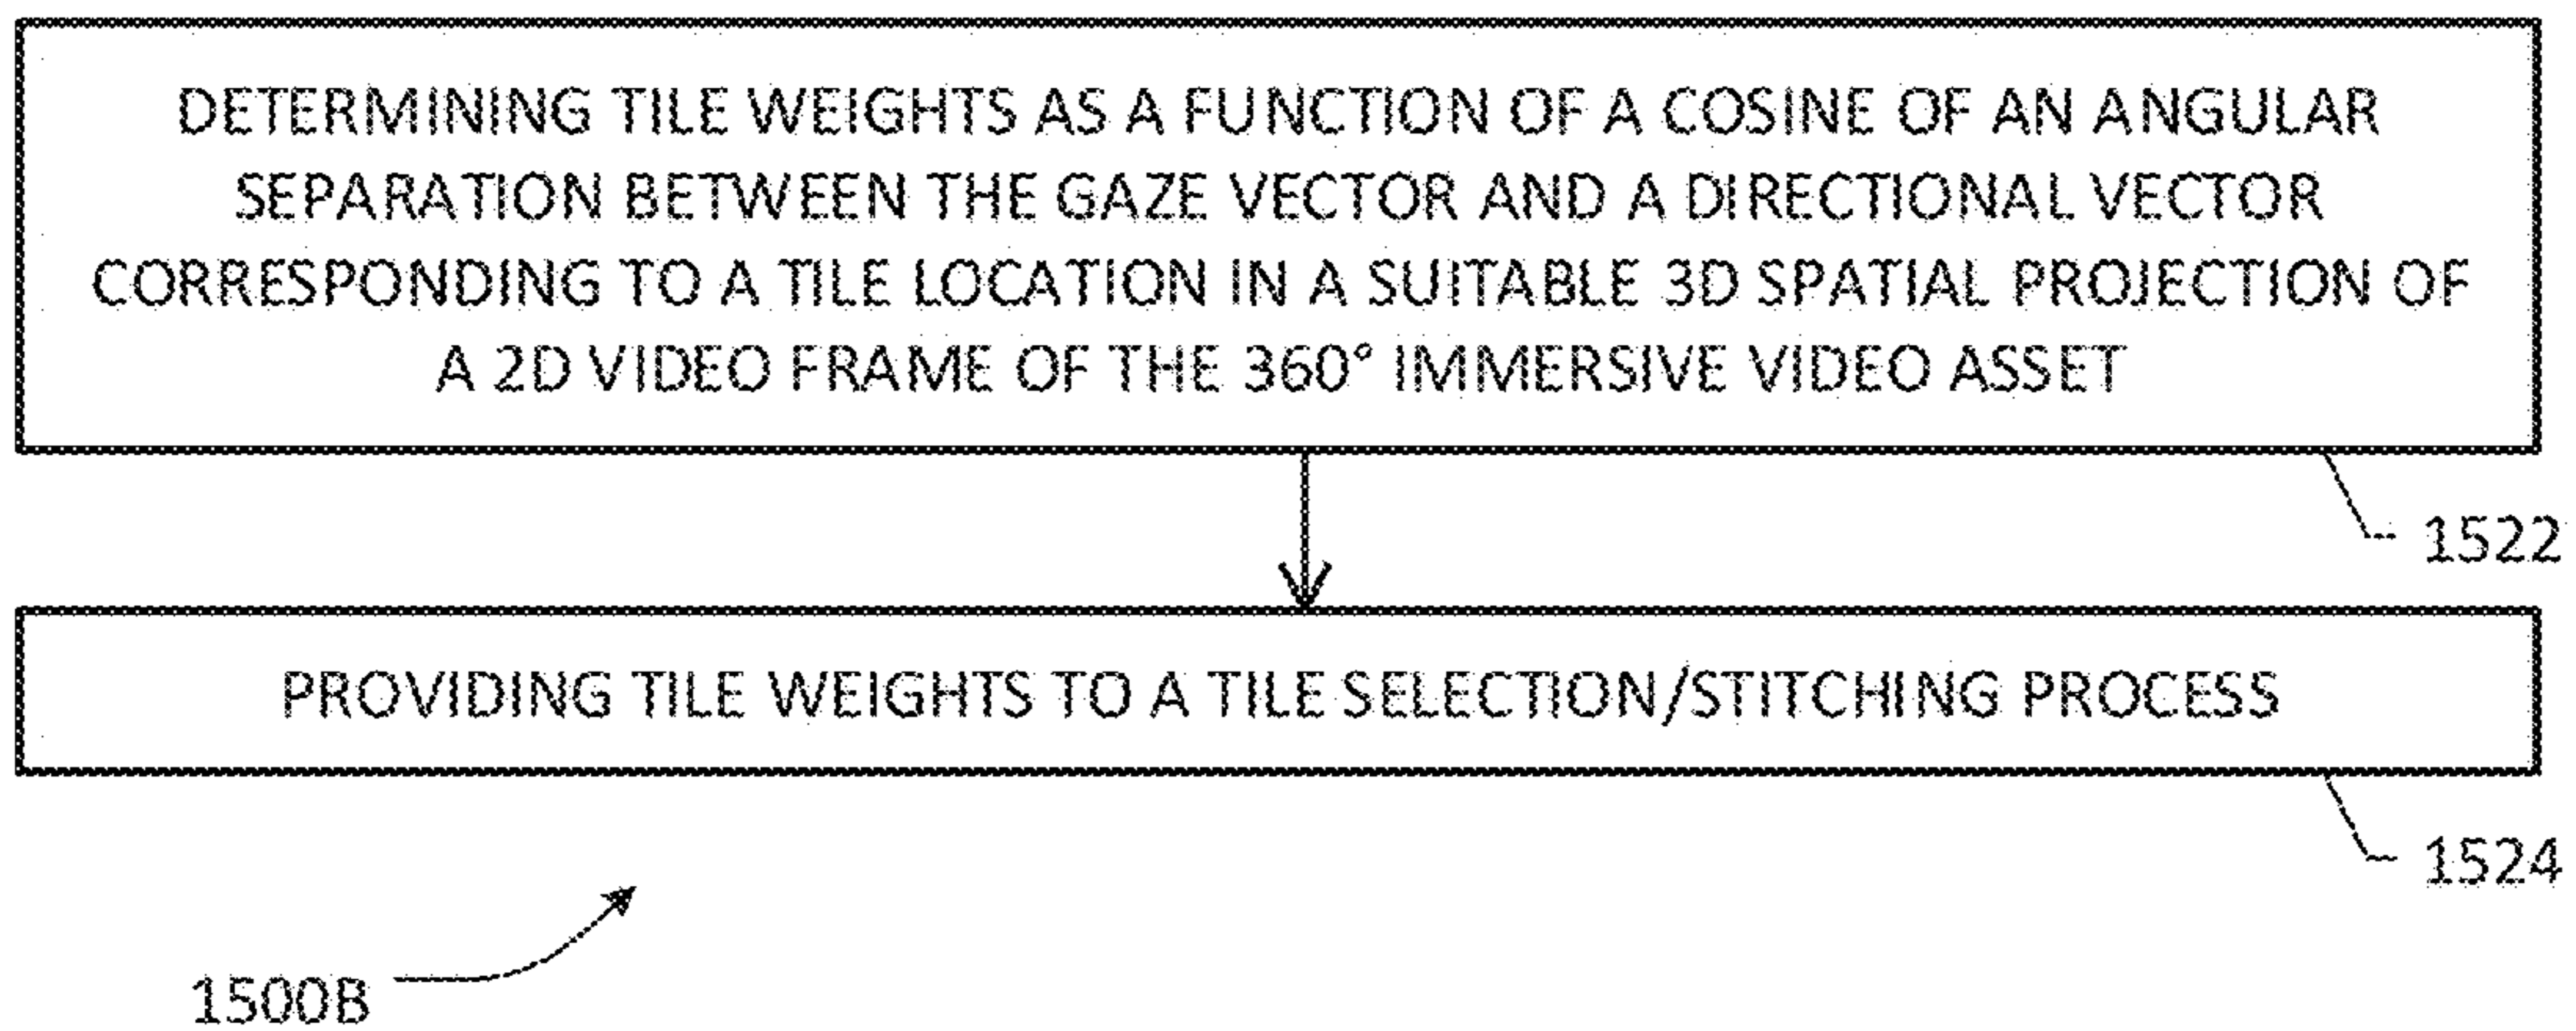 DETERMINING TILE WEIGHTS AS A FUNCTION OF A COSINE OF AN ANGULAR
SEPARATION BETWEEN THE GAZE VECTOR AND A DIRECTIONAL VECTOR
CORRESPONDING TO A TILE LOCATION IN A SUITABLE 3D SPATIAL PROJECTION OF
A 2D VIDEO FRAME OF THE 360° IMMERSIVE VIDEO ASSET
1522
PROVIDING TILE WEIGHTS TO A TILE SELECTION/STITCHING PROCESS
1524
1500B